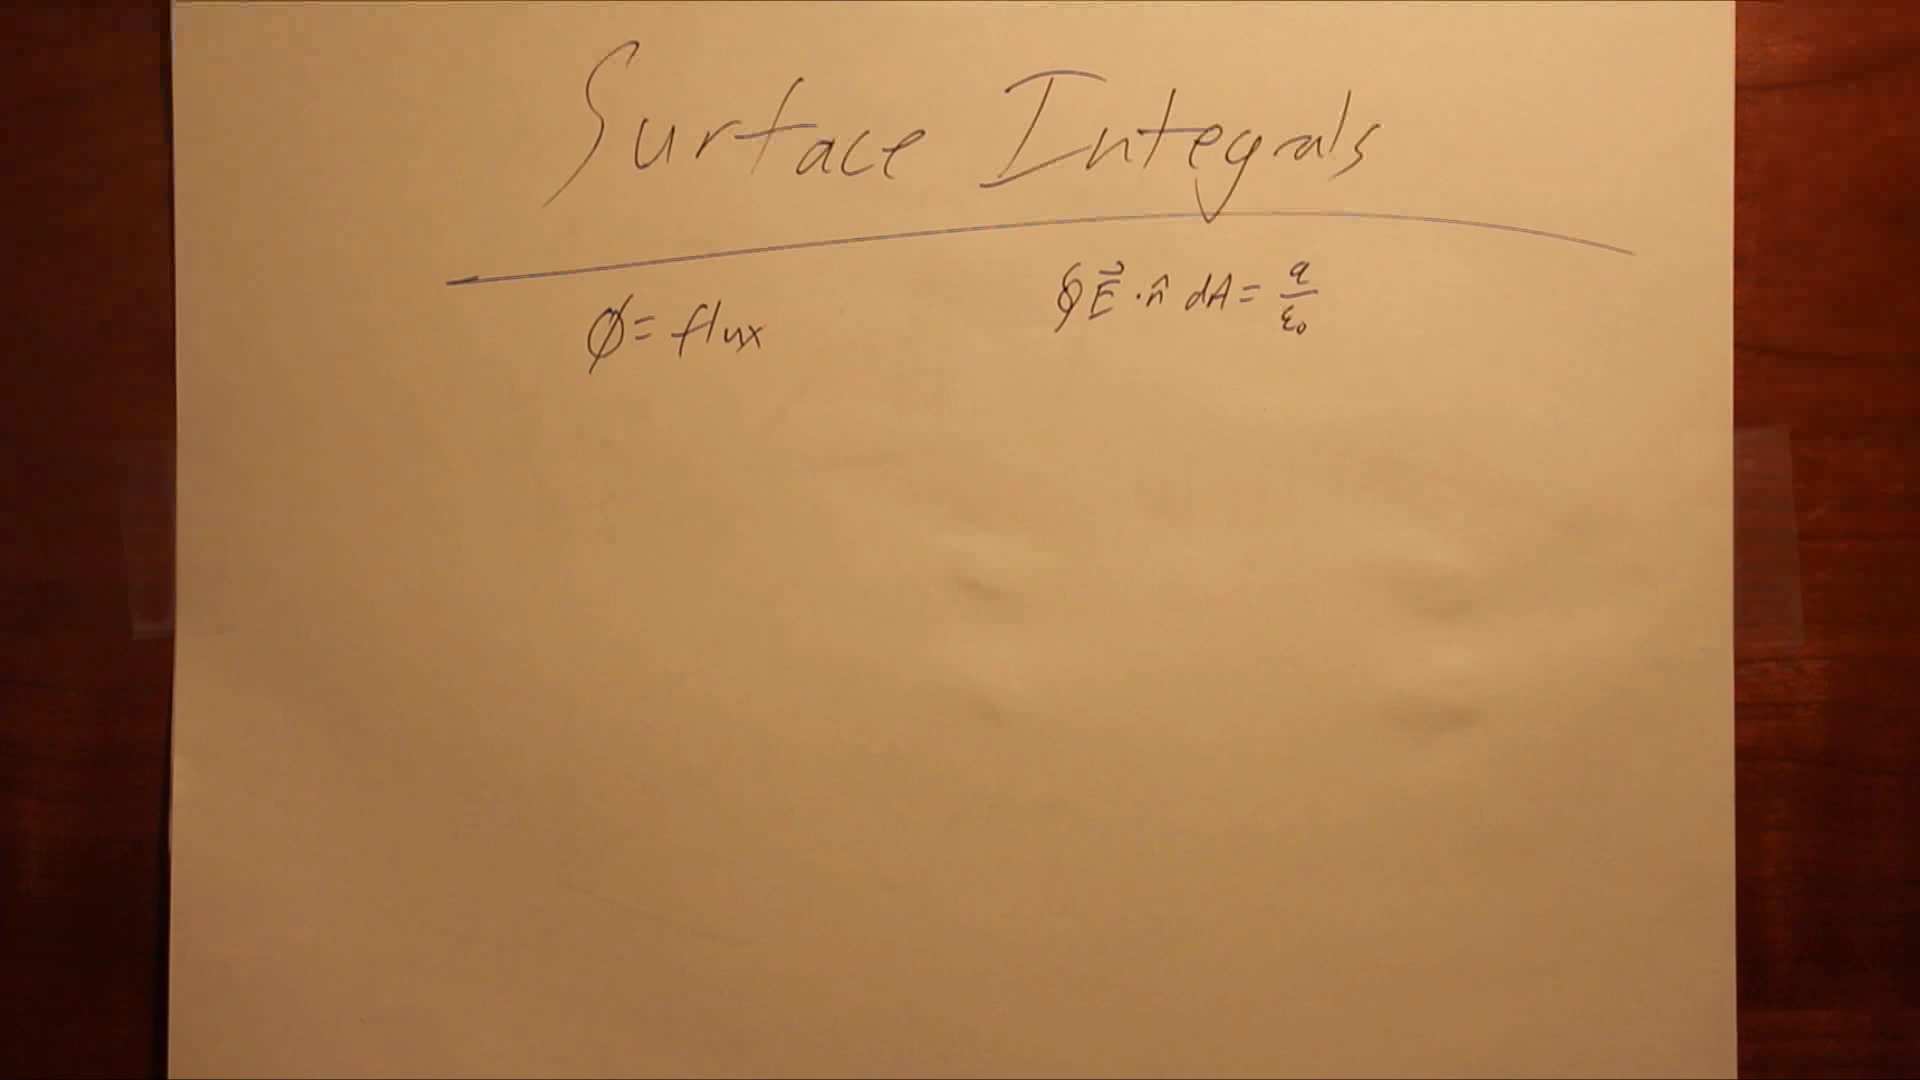 Surface Integrals
ϕ = flux
∮ E⃗ · n̂ dA = q/ε₀